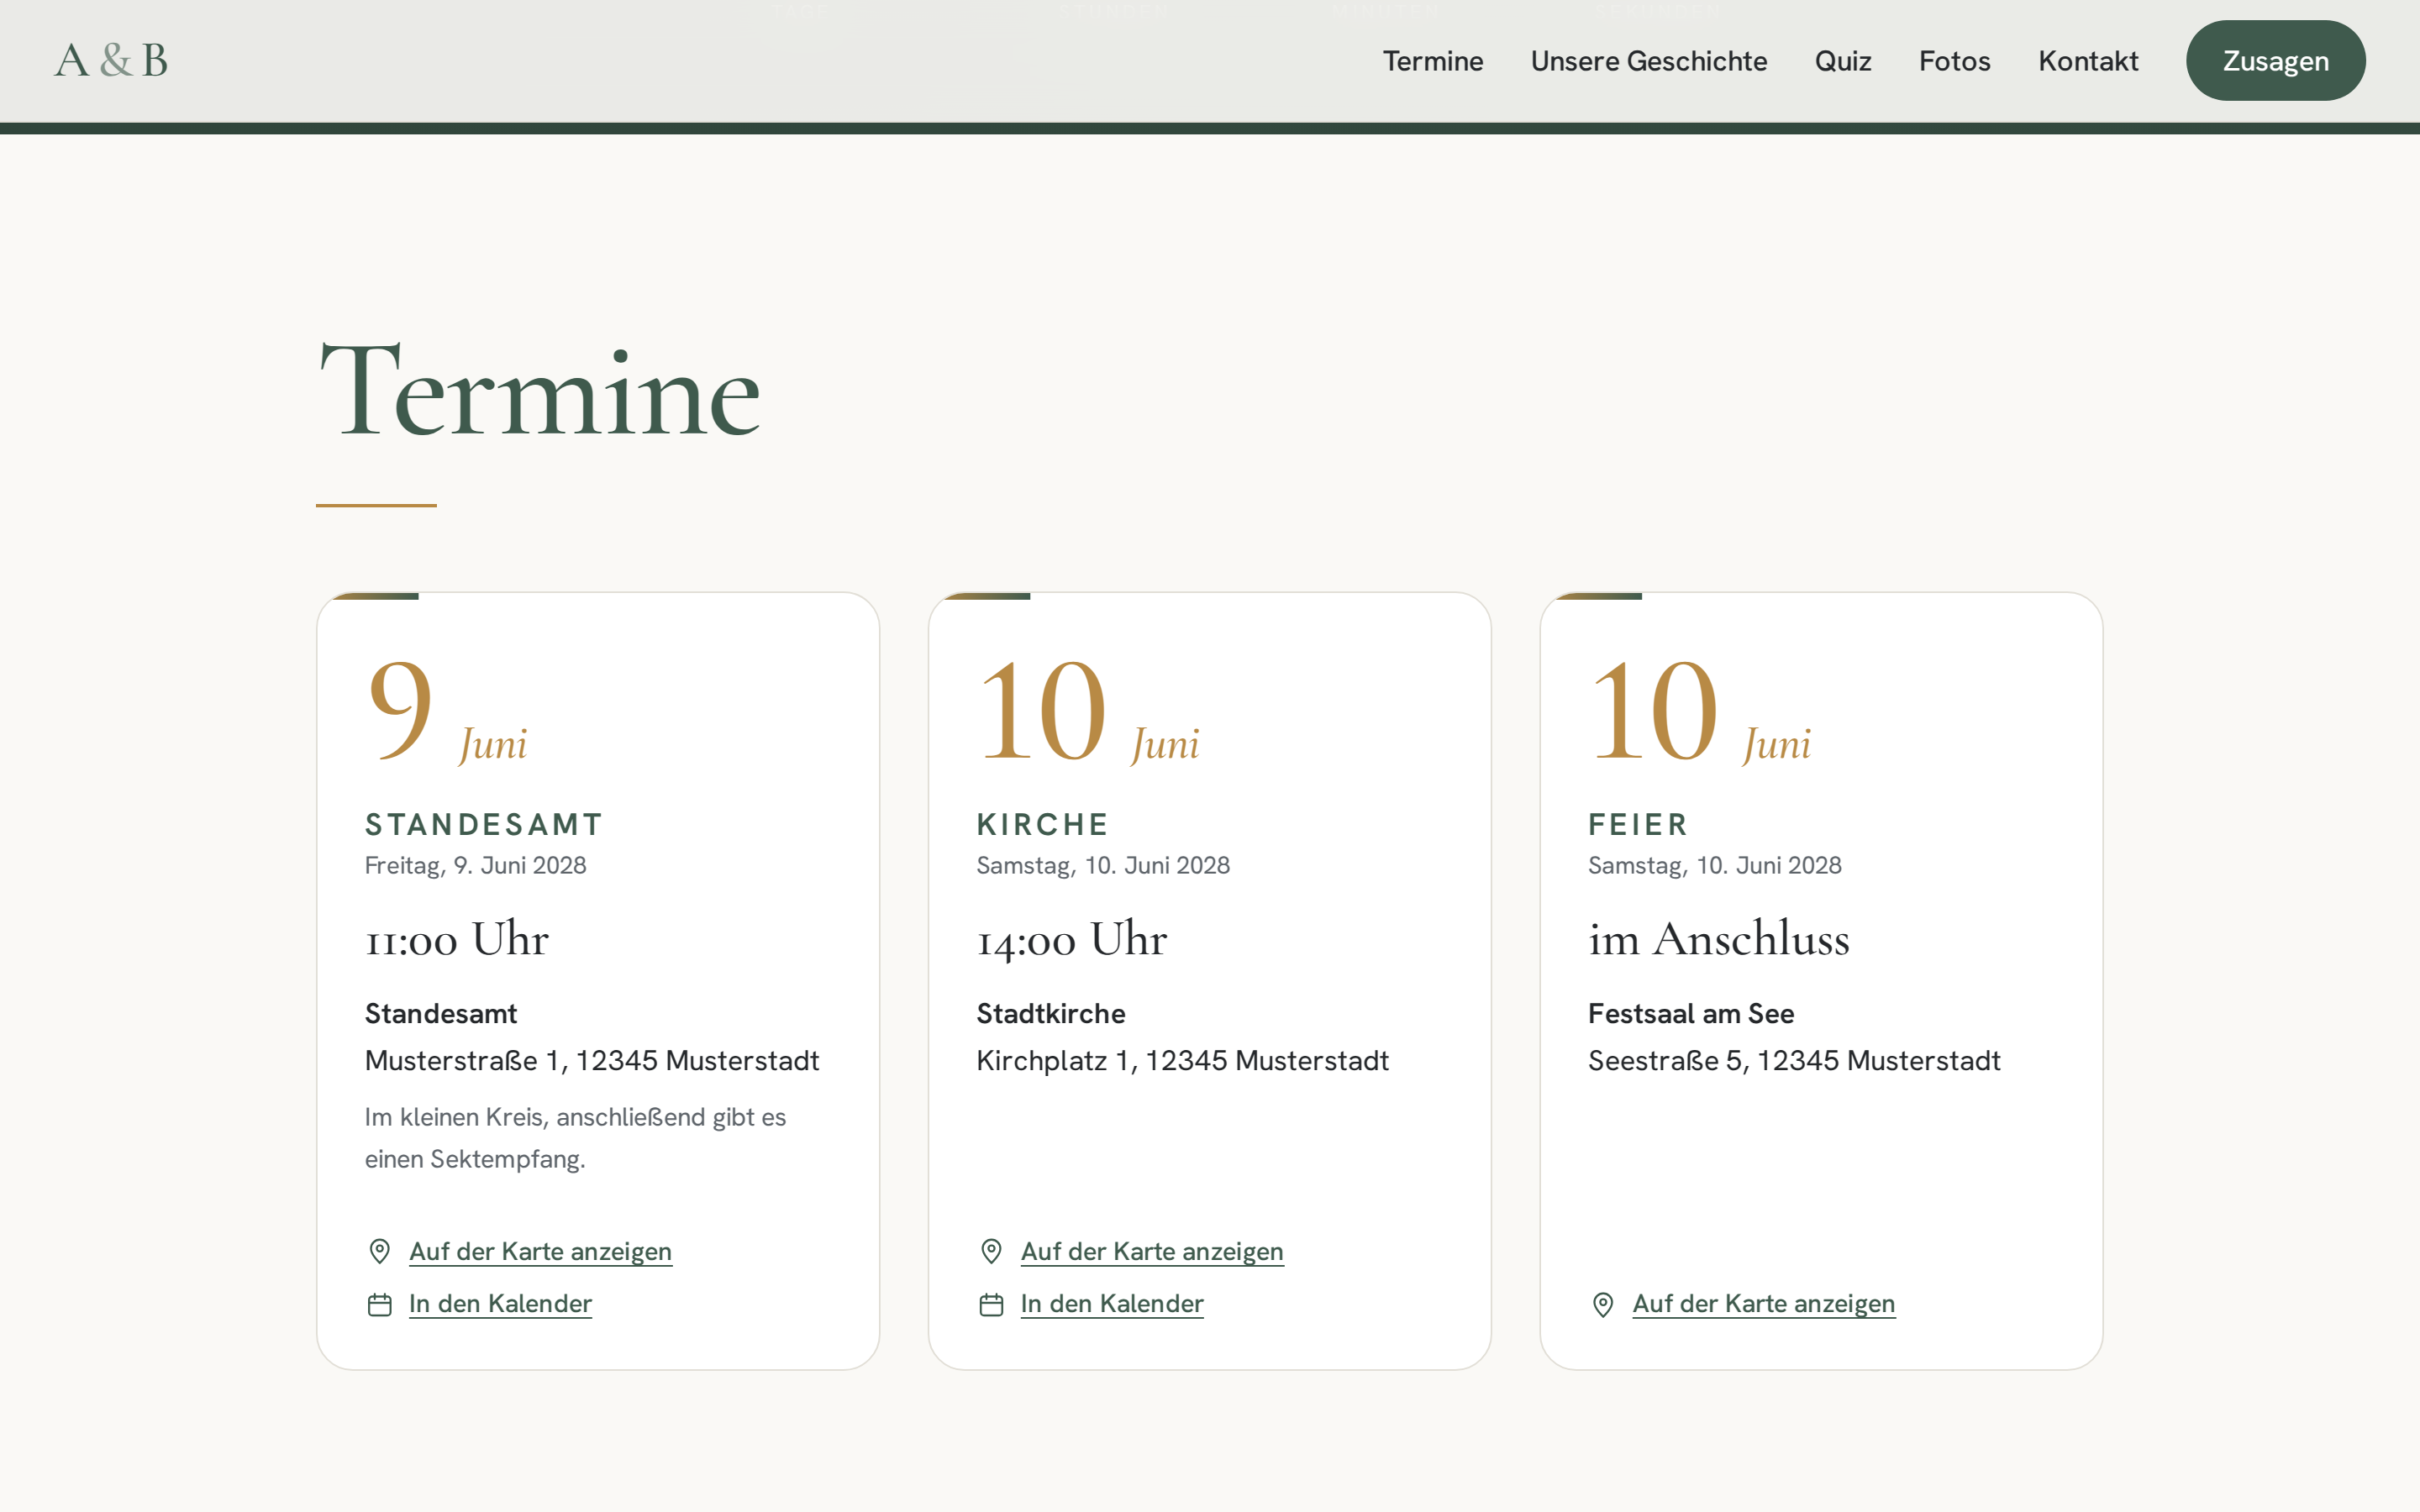 A & B
Termine
Unsere Geschichte
Quiz
Fotos
Kontakt
Zusagen
Termine
9 Juni
STANDESAMT
Freitag, 9. Juni 2028
11:00 Uhr
Standesamt
Musterstraße 1, 12345 Musterstadt
Im kleinen Kreis, anschließend gibt es
einen Sektempfang.
Auf der Karte anzeigen
In den Kalender
10 Juni
KIRCHE
Samstag, 10. Juni 2028
14:00 Uhr
Stadtkirche
Kirchplatz 1, 12345 Musterstadt
Auf der Karte anzeigen
In den Kalender
10 Juni
FEIER
Samstag, 10. Juni 2028
im Anschluss
Festsaal am See
Seestraße 5, 12345 Musterstadt
Auf der Karte anzeigen